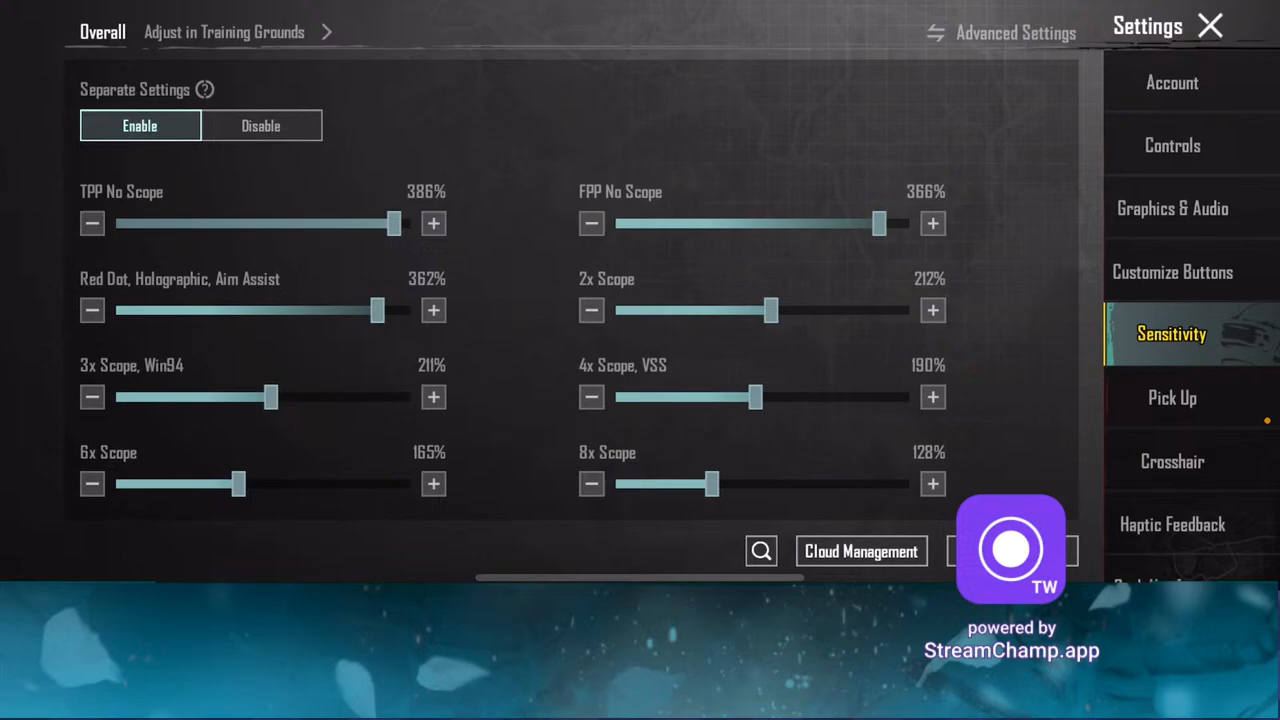 Overall
Adjust in Training Grounds
Advanced Settings
Settings
Separate Settings
Enable
Disable
TPP No Scope
386%
FPP No Scope
366%
Red Dot, Holographic, Aim Assist
362%
2x Scope
212%
3x Scope, Win94
211%
4x Scope, VSS
190%
6x Scope
165%
8x Scope
128%
Cloud Management
Account
Controls
Graphics & Audio
Customize Buttons
Sensitivity
Pick Up
Crosshair
Haptic Feedback
TW
powered by
StreamChamp.app